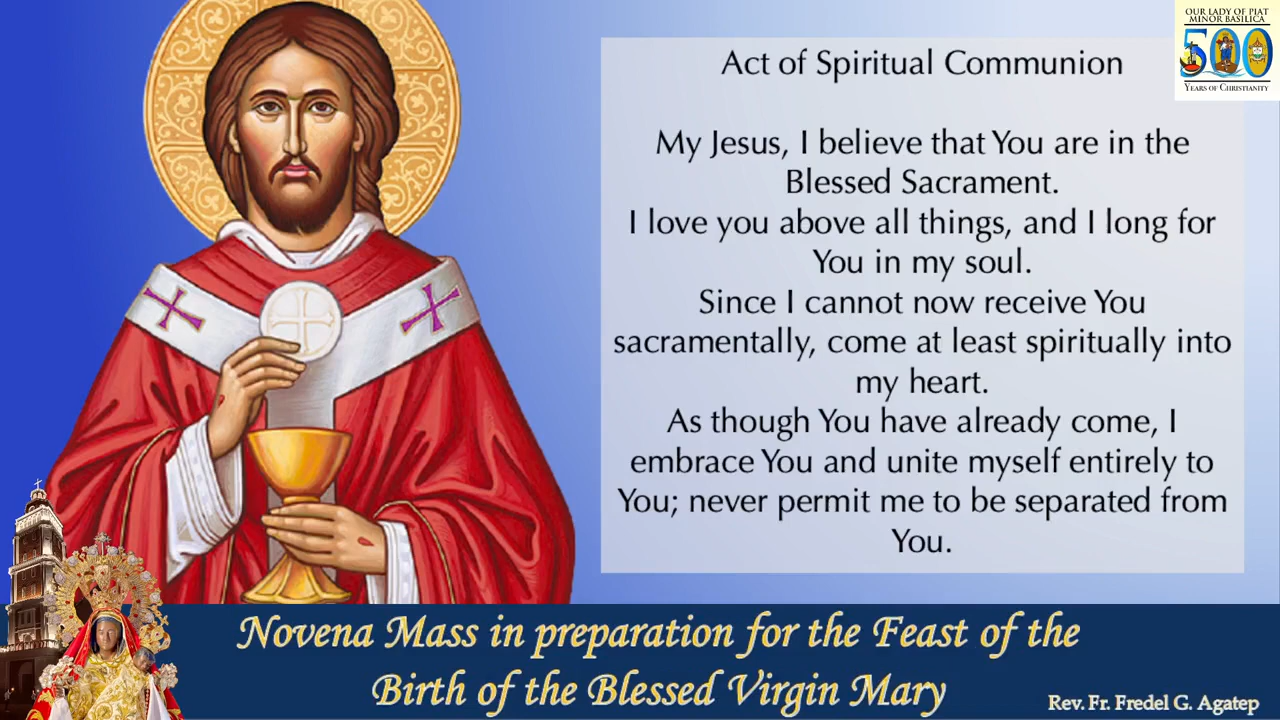 OUR LADY OF PIAT
MINOR BASILICA
500
YEARS OF CHRISTIANITY
Act of Spiritual Communion
My Jesus, I believe that You are in the
Blessed Sacrament.
I love you above all things, and I long for
You in my soul.
Since I cannot now receive You
sacramentally, come at least spiritually into
my heart.
As though You have already come, I
embrace You and unite myself entirely to
You; never permit me to be separated from
You.
Novena Mass in preparation for the Feast of the
Birth of the Blessed Virgin Mary
Rev. Fr. Fredel G. Agatep